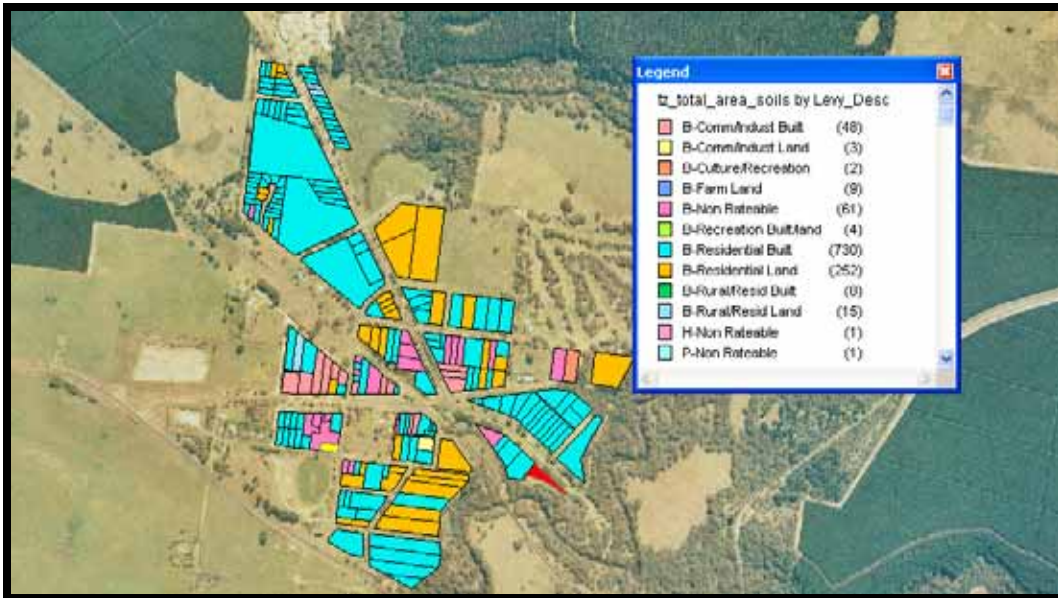 Legend
tz_total_area_soils by Levy_Desc
B-Comm/Indust Built (48)
B-Comm/Indust Land (3)
B-Culture/Recreation (2)
B-Farm Land (9)
B-Non Rateable (61)
B-Recreation Built/land (4)
B-Residential Built (730)
B-Residential Land (252)
B-Rural/Resid Built
B-Rural/Resid Land (15)
H-Non Rateable (1)
P-Non Rateable (1)